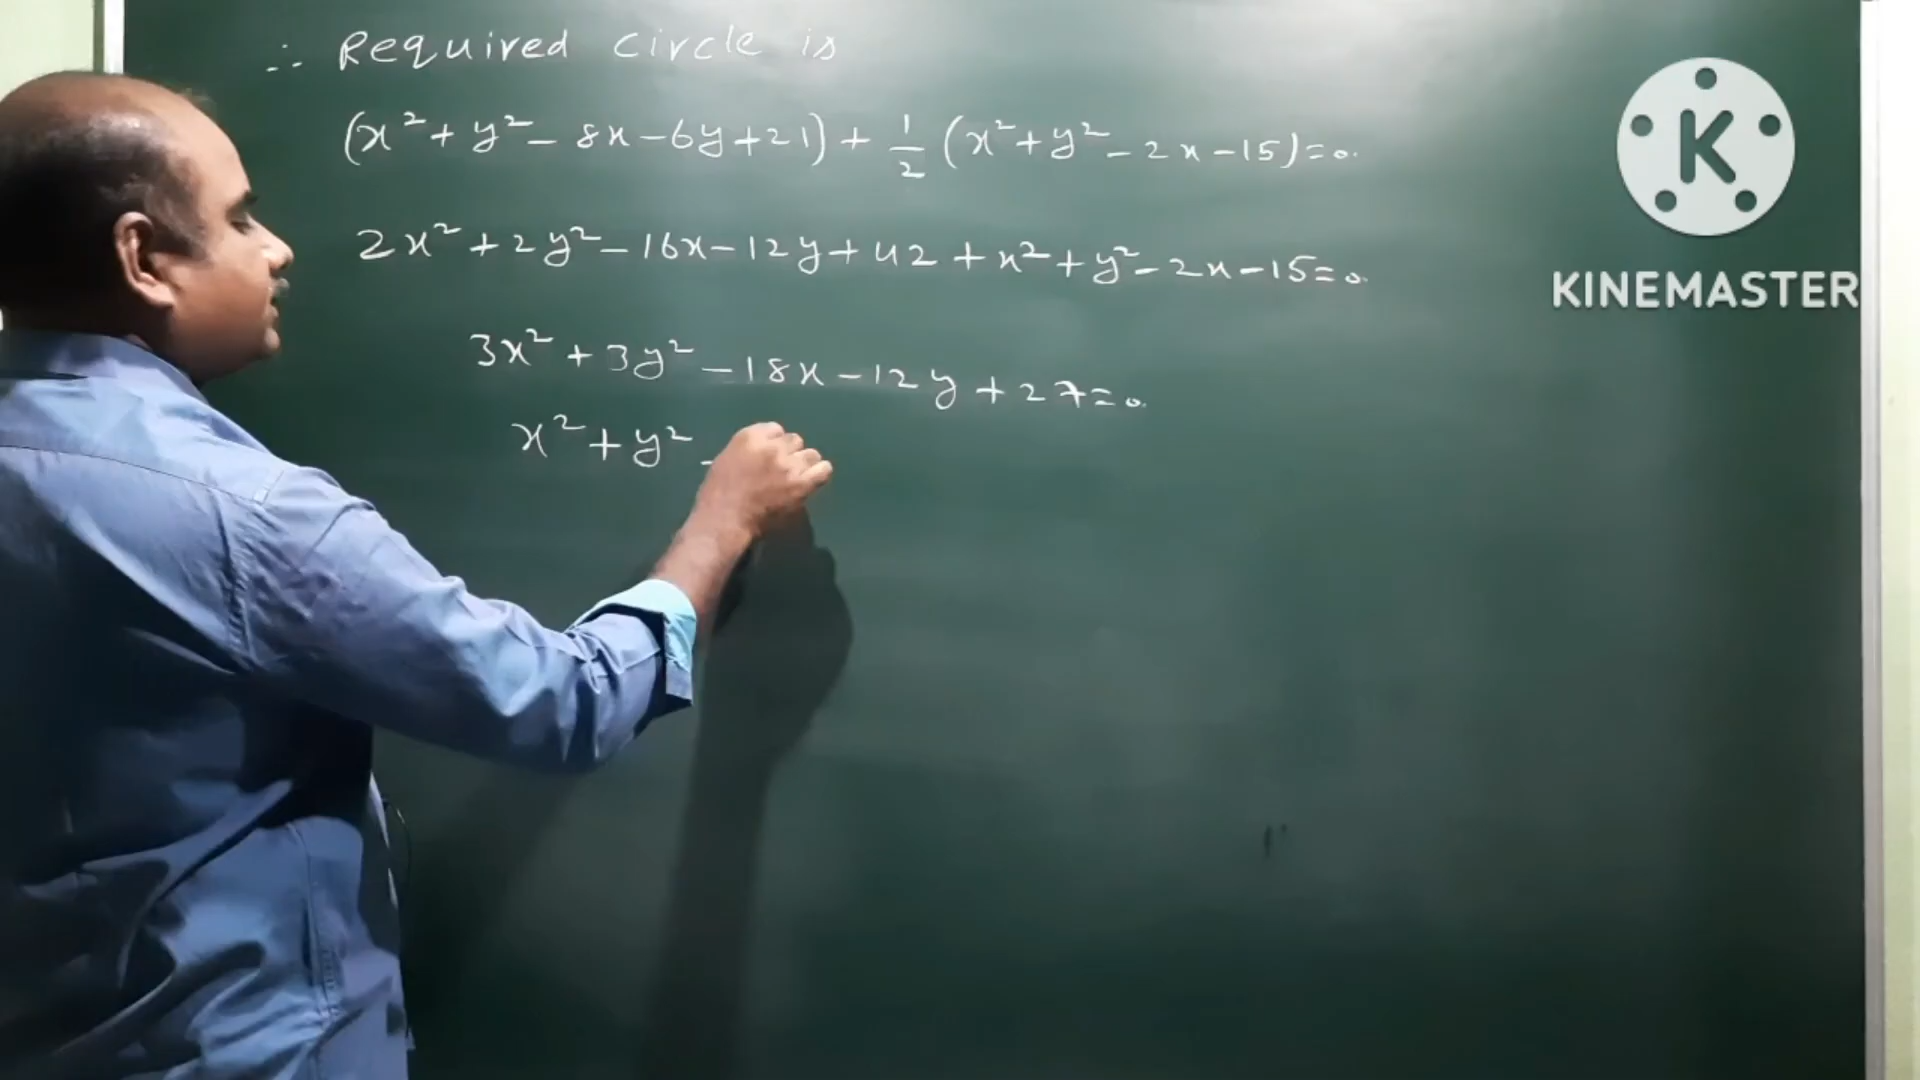 ∴ Required circle is
(x² + y² - 8x - 6y + 21) + 1/2 (x² + y² - 2x - 15) = 0.
2x² + 2y² - 16x - 12y + 42 + x² + y² - 2x - 15 = 0.
3x² + 3y² - 18x - 12y + 27 = 0.
x² + y² -
K
KINEMASTER